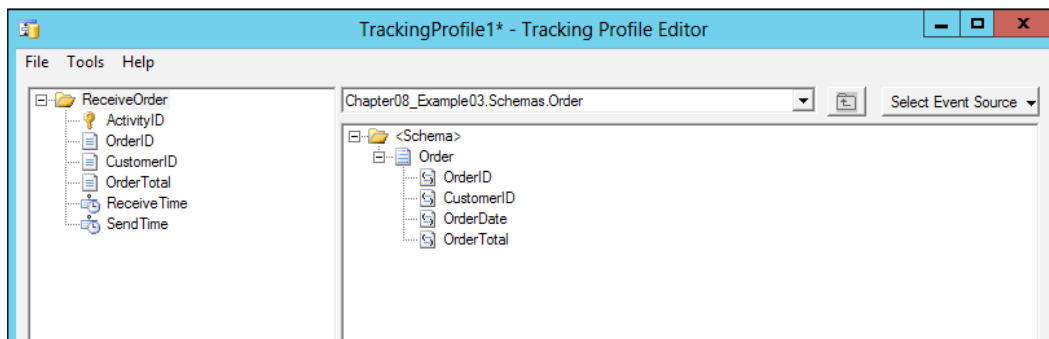 TrackingProfile1* - Tracking Profile Editor
File Tools Help
ReceiveOrder
ActivityID
OrderID
CustomerID
OrderTotal
ReceiveTime
SendTime
Chapter08_Example03.Schemas.Order
Select Event Source
<Schema>
Order
OrderID
CustomerID
OrderDate
OrderTotal